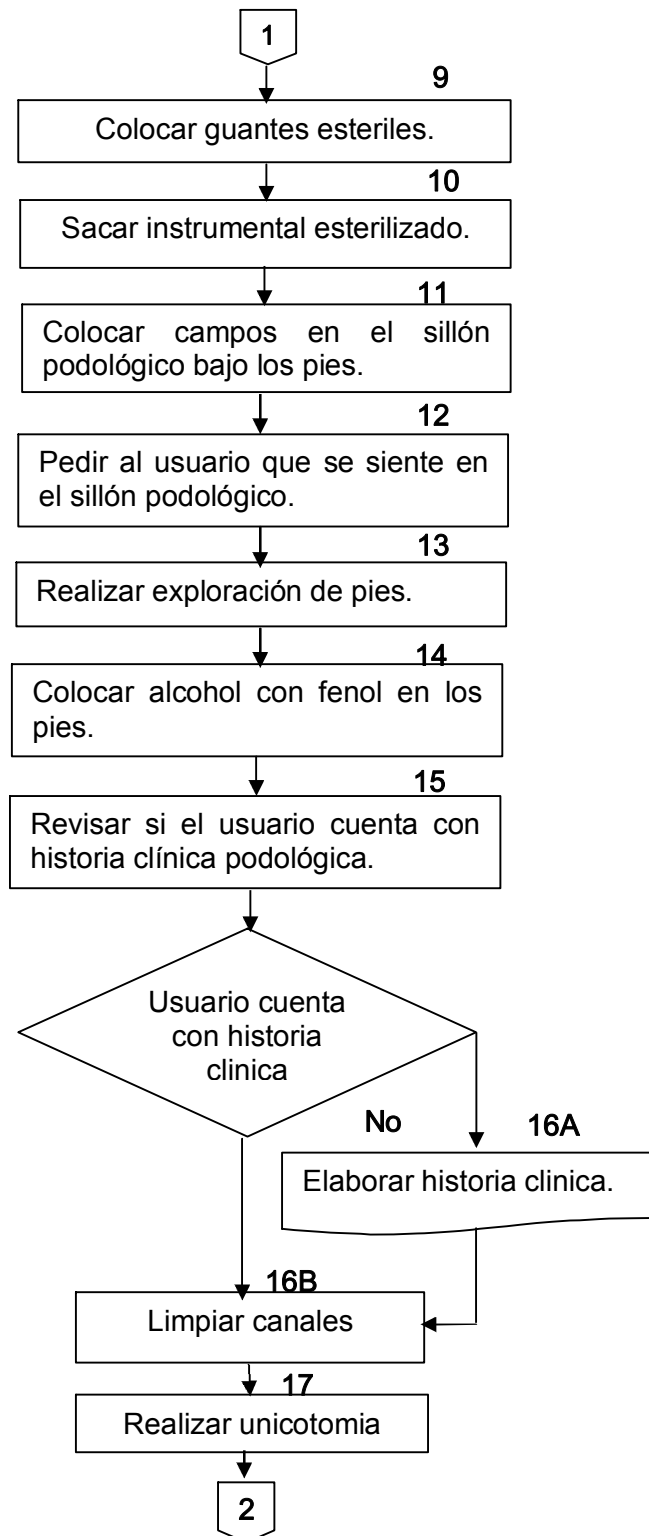 1
9
Colocar guantes esteriles.
10
Sacar instrumental esterilizado.
11
Colocar campos en el sillón
podológico bajo los pies.
12
Pedir al usuario que se siente en
el sillón podológico.
13
Realizar exploración de pies.
14
Colocar alcohol con fenol en los
pies.
15
Revisar si el usuario cuenta con
historia clínica podológica.
Usuario cuenta
con historia
clinica
No
16A
Elaborar historia clinica.
16B
Limpiar canales
17
Realizar unicotomia
2